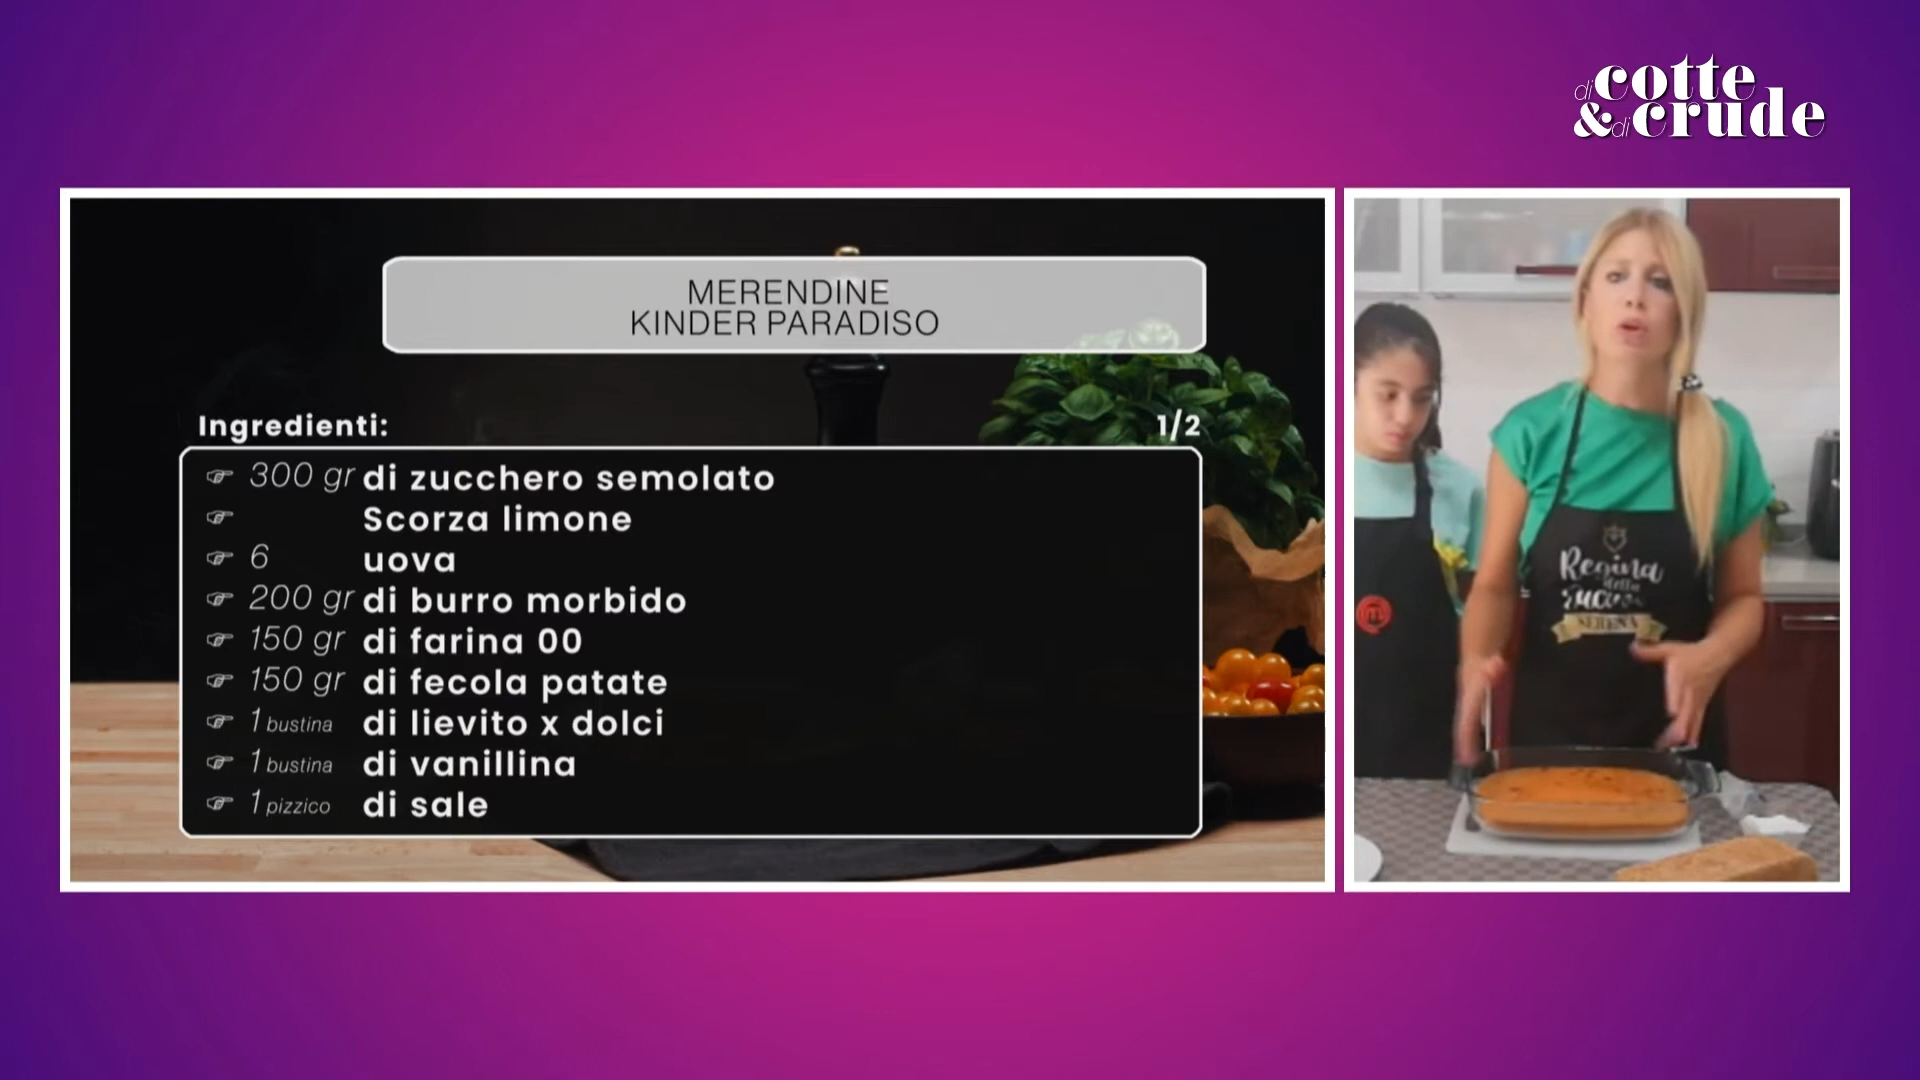 di cotte
& di crude
MERENDINE
KINDER PARADISO
Ingredienti:
1/2
300 gr di zucchero semolato
Scorza limone
6 uova
200 gr di burro morbido
150 gr di farina 00
150 gr di fecola patate
1 bustina di lievito x dolci
1 bustina di vanillina
1 pizzico di sale
Regina
della
cucina
SERENA